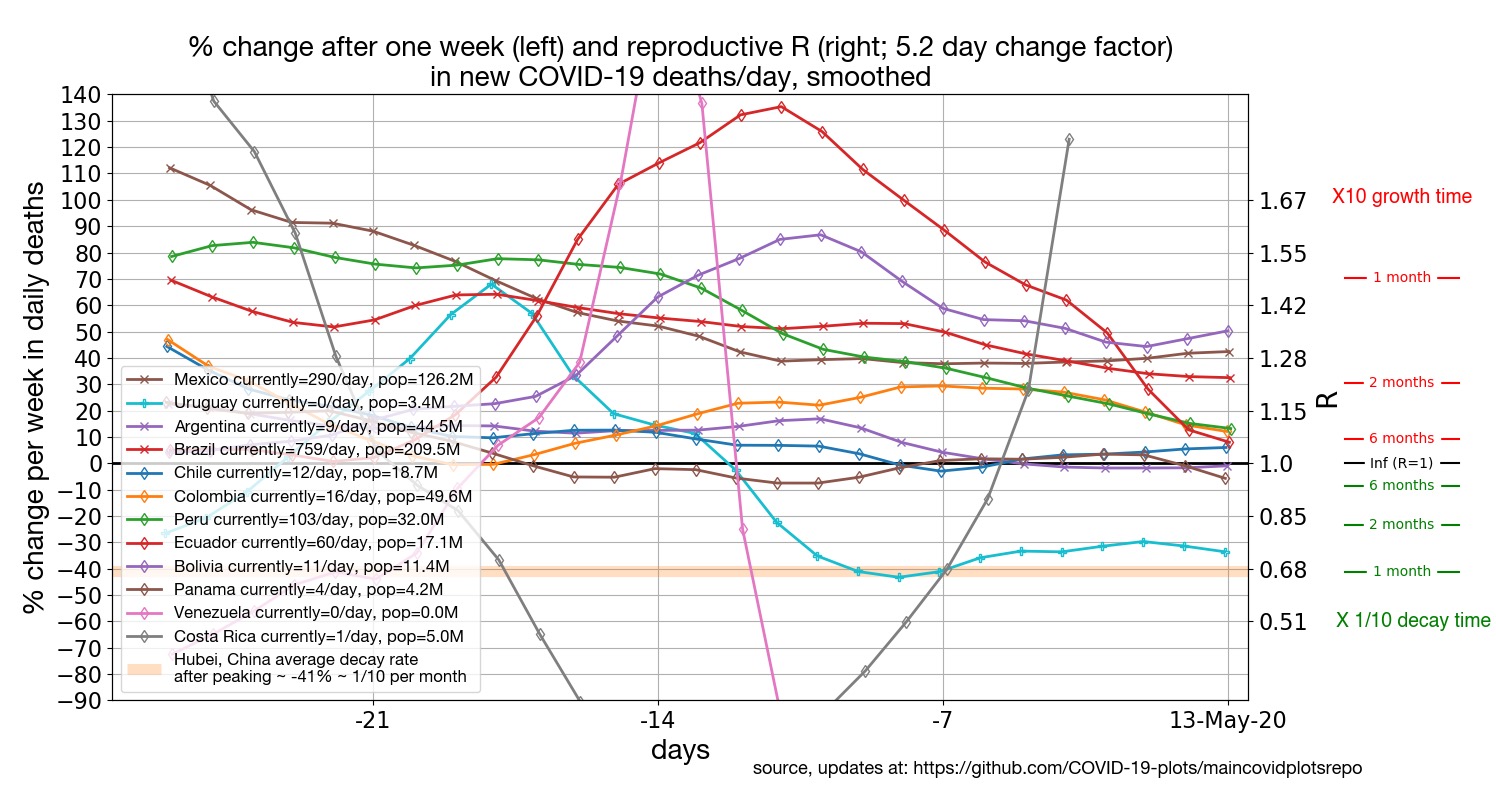 % change after one week (left) and reproductive R (right; 5.2 day change factor)
in new COVID-19 deaths/day, smoothed
140
130
120
110
100
90
80
70
60
50
40
30
20
10
0
−10
−20
−30
−40
−50
−60
−70
−80
−90
% change per week in daily deaths
Mexico currently=290/day, pop=126.2M
Uruguay currently=0/day, pop=3.4M
Argentina currently=9/day, pop=44.5M
Brazil currently=759/day, pop=209.5M
Chile currently=12/day, pop=18.7M
Colombia currently=16/day, pop=49.6M
Peru currently=103/day, pop=32.0M
Ecuador currently=60/day, pop=17.1M
Bolivia currently=11/day, pop=11.4M
Panama currently=4/day, pop=4.2M
Venezuela currently=0/day, pop=0.0M
Costa Rica currently=1/day, pop=5.0M
Hubei, China average decay rate
after peaking ~ -41% ~ 1/10 per month
-21
-14
-7
13-May-20
days
1.67
1.55
1.42
1.28
1.15
1.0
0.85
0.68
0.51
R
X10 growth time
1 month
2 months
6 months
Inf (R=1)
6 months
2 months
1 month
X 1/10 decay time
source, updates at: https://github.com/COVID-19-plots/maincovidplotsrepo